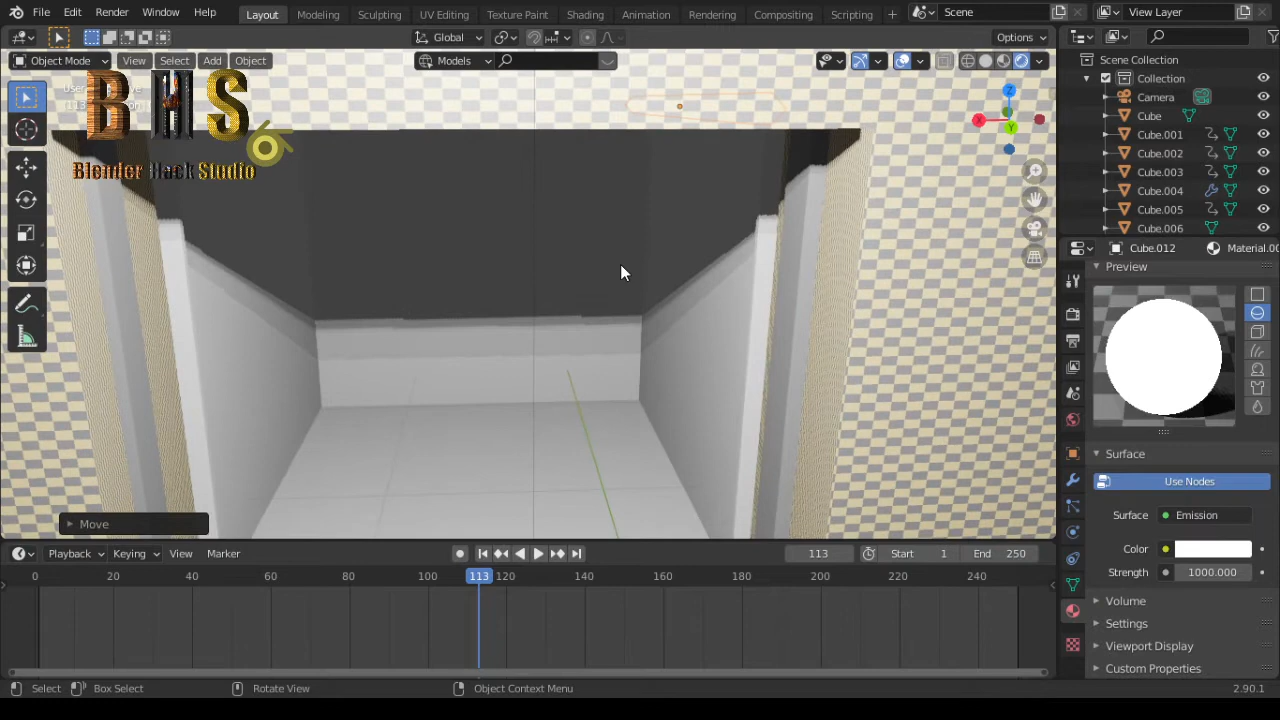 File Edit Render Window Help
Layout Modeling Sculpting UV Editing Texture Paint Shading Animation Rendering Compositing Scripting
Scene
View Layer
Global
Options
Object Mode
View Select Add Object
Models
BHS
Blender Hack Studio
X
Y
Z
Move
Scene Collection
Collection
Camera
Cube
Cube.001
Cube.002
Cube.003
Cube.004
Cube.005
Cube.006
Cube.012
Material.00
Preview
Surface
Use Nodes
Surface Emission
Color
Strength 1000.000
Volume
Settings
Viewport Display
Custom Properties
Playback Keying View Marker
113
Start 1
End 250
0 20 40 60 80 100 113 120 140 160 180 200 220 240
Select Box Select Rotate View Object Context Menu
2.90.1